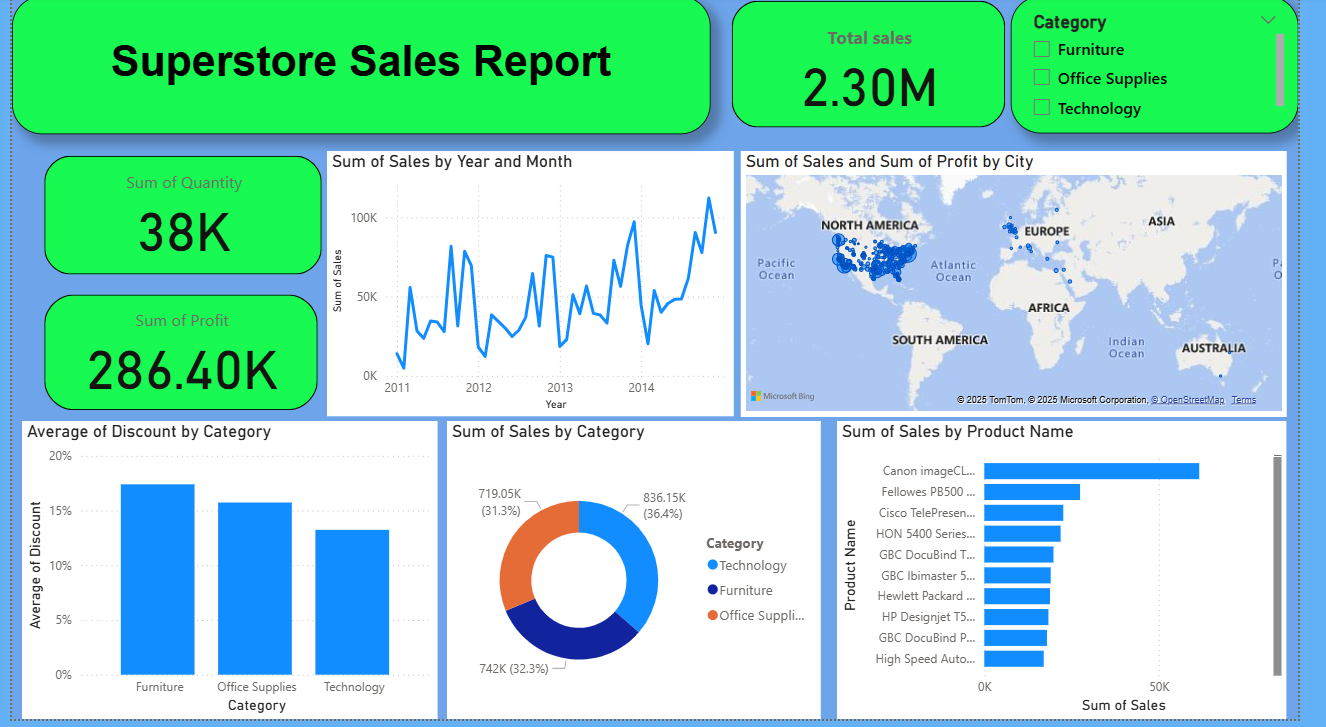 Superstore Sales Report
Total sales
2.30M
Category
Furniture
Office Supplies
Technology
Sum of Quantity
38K
Sum of Profit
286.40K
Sum of Sales by Year and Month
Sum of Sales
100K
50K
0K
2011
2012
2013
2014
Year
Sum of Sales and Sum of Profit by City
NORTH AMERICA
EUROPE
ASIA
Pacific
Ocean
Atlantic
Ocean
AFRICA
SOUTH AMERICA
Indian
Ocean
AUSTRALIA
Microsoft Bing
© 2025 TomTom, © 2025 Microsoft Corporation, © OpenStreetMap Terms
Average of Discount by Category
Average of Discount
20%
15%
10%
5%
0%
Furniture
Office Supplies
Technology
Category
Sum of Sales by Category
719.05K
(31.3%)
836.15K
(36.4%)
742K (32.3%)
Category
Technology
Furniture
Office Suppli...
Sum of Sales by Product Name
Product Name
Canon imageCL...
Fellowes PB500 ...
Cisco TelePresen...
HON 5400 Series...
GBC DocuBind T...
GBC Ibimaster 5...
Hewlett Packard ...
HP Designjet T5...
GBC DocuBind P...
High Speed Auto...
0K
50K
Sum of Sales